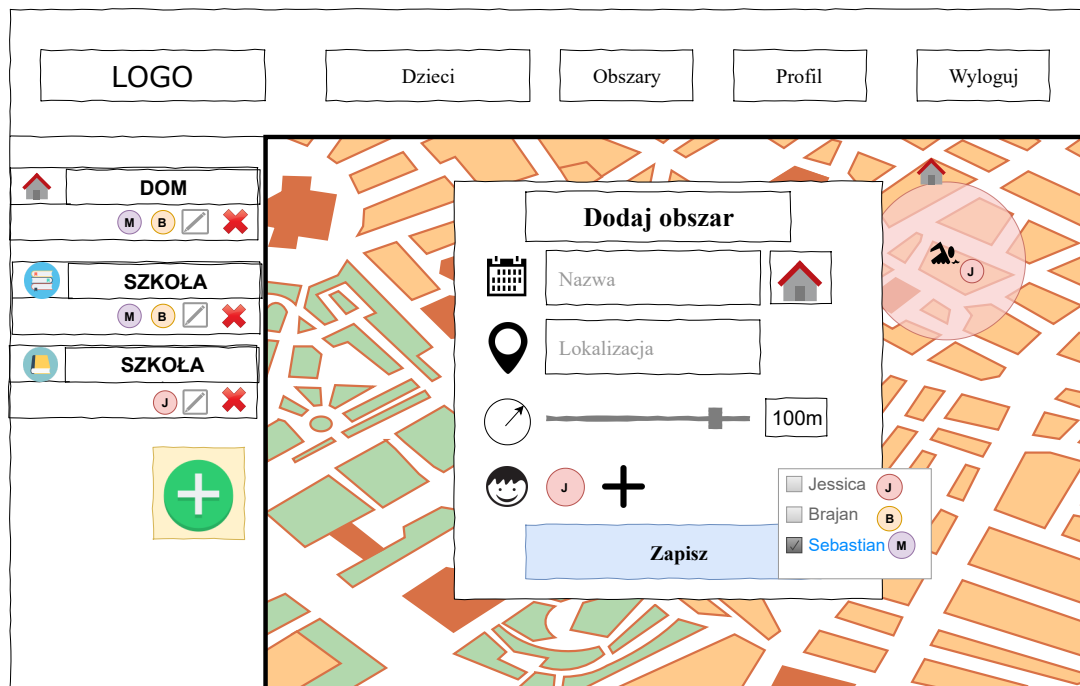 LOGO
Dzieci
Obszary
Profil
Wyloguj
DOM
M B
SZKOŁA
M B
SZKOŁA
J
Dodaj obszar
Nazwa
Lokalizacja
100m
J
Jessica J
Brajan B
Sebastian M
Zapisz
J